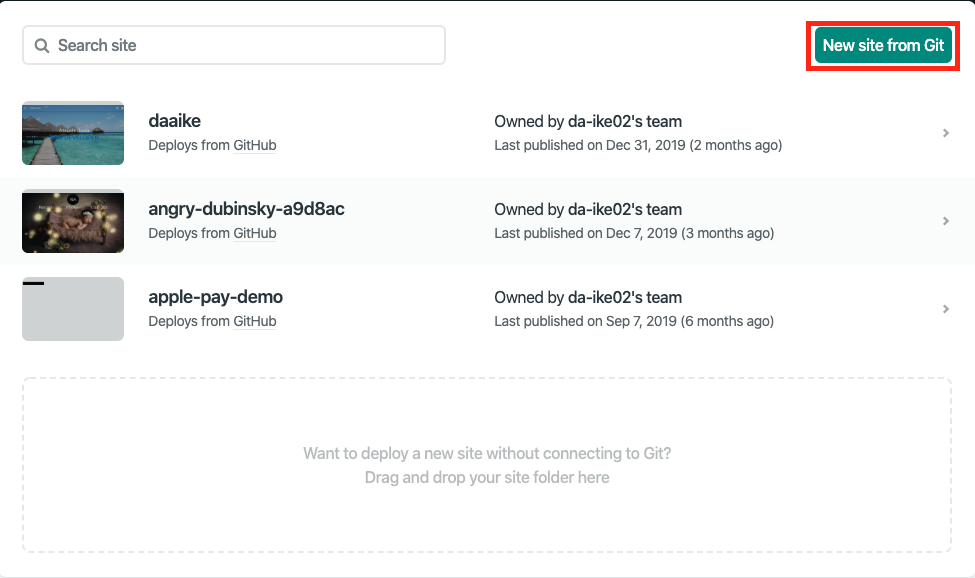 Search site
New site from Git
daaike
Deploys from GitHub
Owned by da-ike02's team
Last published on Dec 31, 2019 (2 months ago)
angry-dubinsky-a9d8ac
Deploys from GitHub
Owned by da-ike02's team
Last published on Dec 7, 2019 (3 months ago)
apple-pay-demo
Deploys from GitHub
Owned by da-ike02's team
Last published on Sep 7, 2019 (6 months ago)
Want to deploy a new site without connecting to Git?
Drag and drop your site folder here